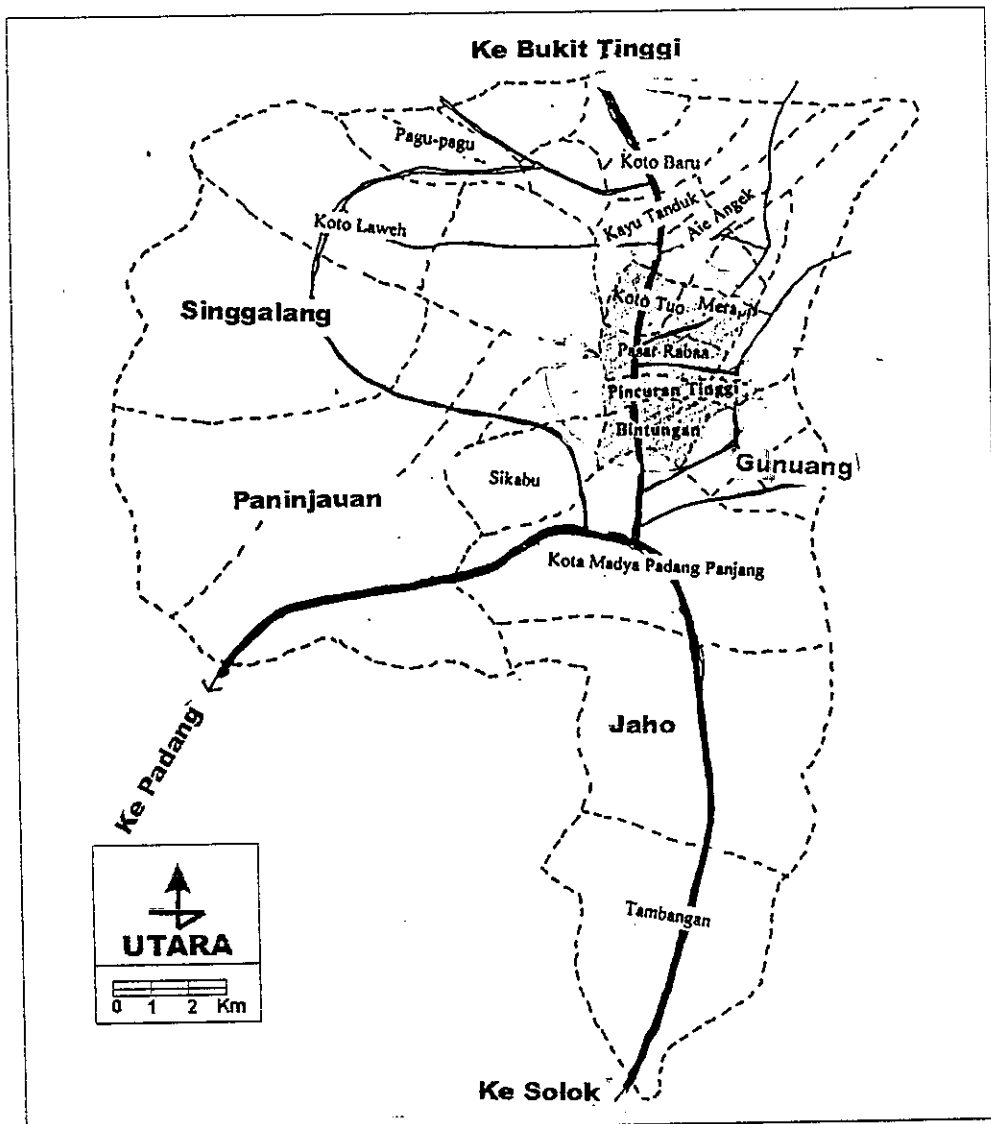 Ke Bukit Tinggi
Pagu-pagu
Koto Baru
Kayu Tanduk
Aie Angek
Koto Laweh
Singgalang
Koto Tuo
Merapi
Pasar Rabaa
Pincuran Tinggi
Bintungan
Gunuang
Sikabu
Paninjauan
Kota Madya Padang Panjang
Jaho
Ke Padang
UTARA
0 1 2 Km
Tambangan
Ke Solok